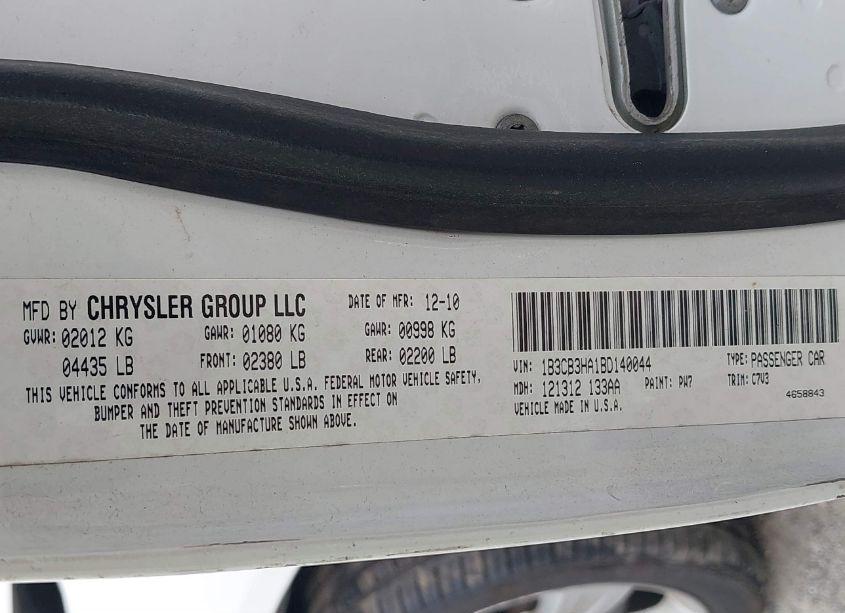 MFD BY CHRYSLER GROUP LLC DATE OF MFR: 12-10
GVWR: 02012 KG GAWR: 01080 KG GAWR: 00998 KG
04435 LB FRONT: 02380 LB REAR: 02200 LB
THIS VEHICLE CONFORMS TO ALL APPLICABLE U.S.A. FEDERAL MOTOR VEHICLE SAFETY,
BUMPER AND THEFT PREVENTION STANDARDS IN EFFECT ON
THE DATE OF MANUFACTURE SHOWN ABOVE.
VIN: 1B3CB3HA1BD140044 TYPE: PASSENGER CAR
MDH: 121312 133AA PAINT: PW7 TRIM: C7V3
VEHICLE MADE IN U.S.A. 4658843